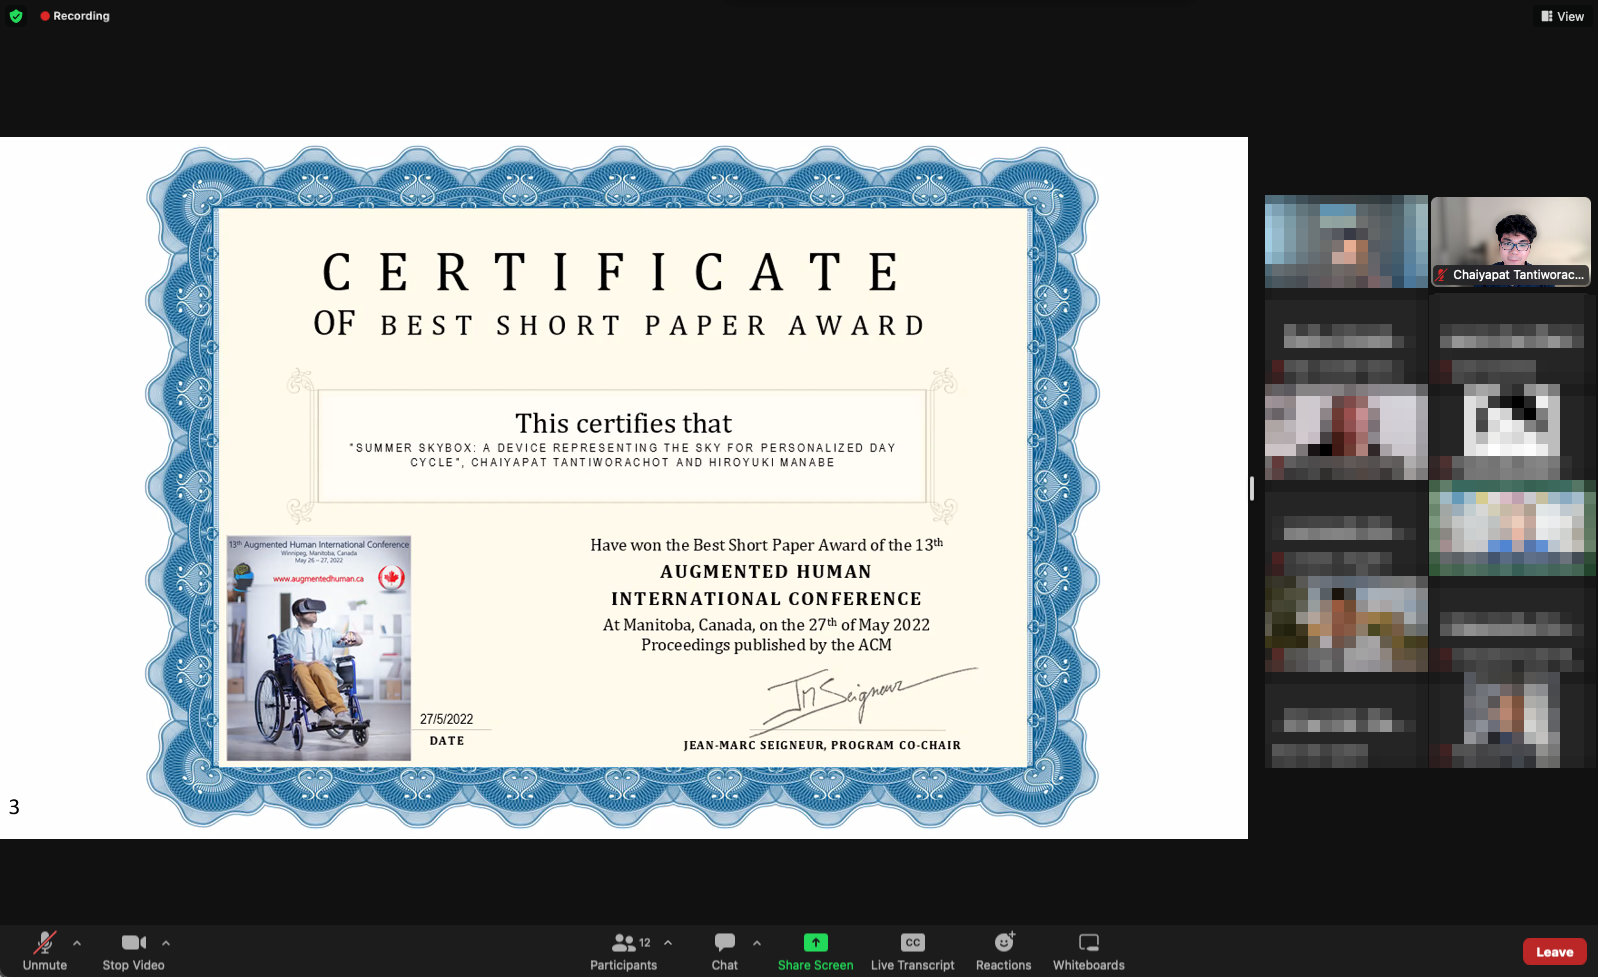 Recording
View
CERTIFICATE
OF BEST SHORT PAPER AWARD
This certifies that
"SUMMER SKYBOX: A DEVICE REPRESENTING THE SKY FOR PERSONALIZED DAY
CYCLE", CHAIYAPAT TANTIWORACHOT AND HIROYUKI MANABE
13th Augmented Human International Conference
Winnipeg, Manitoba, Canada
May 26 – 27, 2022
www.augmentedhuman.ca
Have won the Best Short Paper Award of the 13th
AUGMENTED HUMAN
INTERNATIONAL CONFERENCE
At Manitoba, Canada, on the 27th of May 2022
Proceedings published by the ACM
JM Seigneur
27/5/2022
DATE
JEAN-MARC SEIGNEUR, PROGRAM CO-CHAIR
3
Chaiyapat Tantiworac...
Unmute
Stop Video
Participants
12
Chat
Share Screen
CC
Live Transcript
Reactions
Whiteboards
Leave